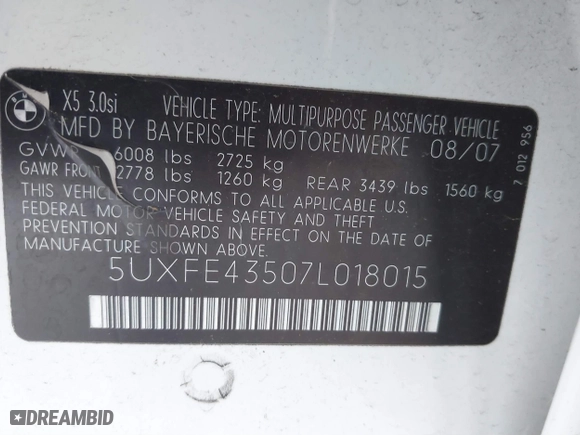 BMW
X5 3.0si VEHICLE TYPE: MULTIPURPOSE PASSENGER VEHICLE
MFD BY BAYERISCHE MOTORENWERKE 08/07
GVWR 6008 lbs 2725 kg
GAWR FRONT 2778 lbs 1260 kg REAR 3439 lbs 1560 kg
THIS VEHICLE CONFORMS TO ALL APPLICABLE U.S.
FEDERAL MOTOR VEHICLE SAFETY AND THEFT
PREVENTION STANDARDS IN EFFECT ON THE DATE OF
MANUFACTURE SHOWN ABOVE.
5UXFE43507L018015
7 012 956
DREAMBID